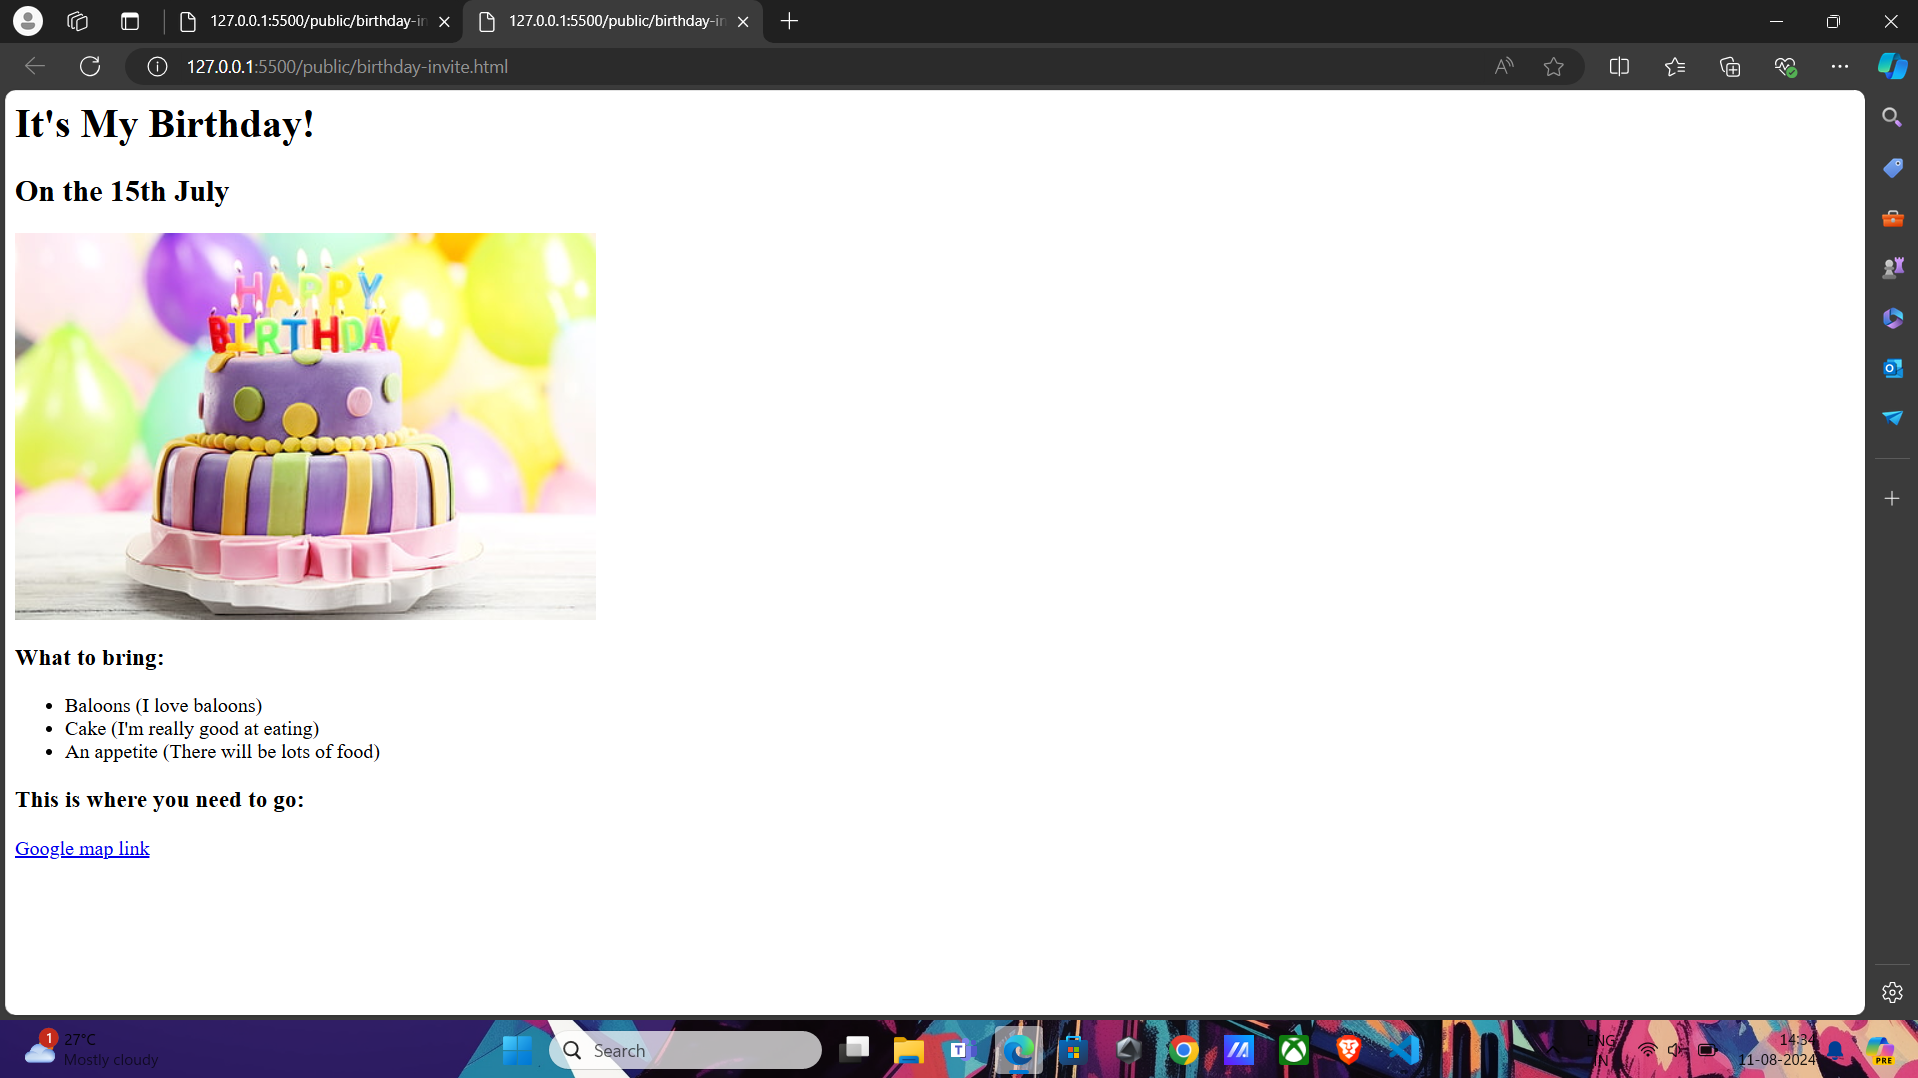 127.0.0.1:5500/public/birthday-in
127.0.0.1:5500/public/birthday-in
127.0.0.1:5500/public/birthday-invite.html
It's My Birthday!
On the 15th July
HAPPY
BIRTHDAY
What to bring:
Baloons (I love baloons)
Cake (I'm really good at eating)
An appetite (There will be lots of food)
This is where you need to go:
Google map link
1
27°C
Mostly cloudy
Search
ENG
IN
14:34
11-08-2024
PRE